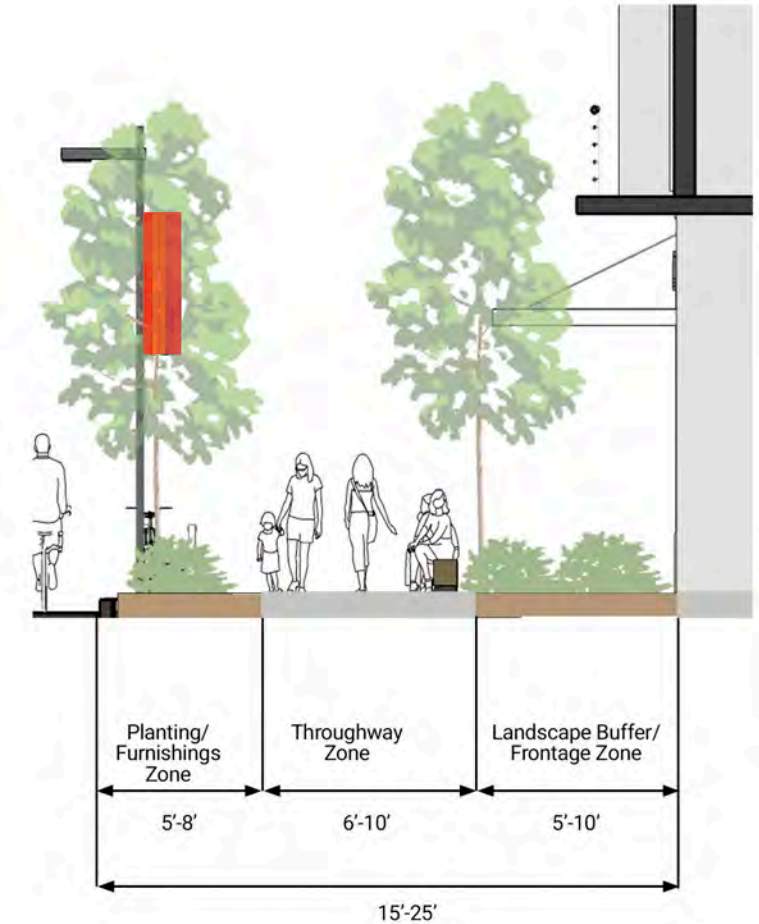 Planting/
Furnishings
Zone
Throughway
Zone
Landscape Buffer/
Frontage Zone
5’-8’
6’-10’
5’-10’
15’-25’